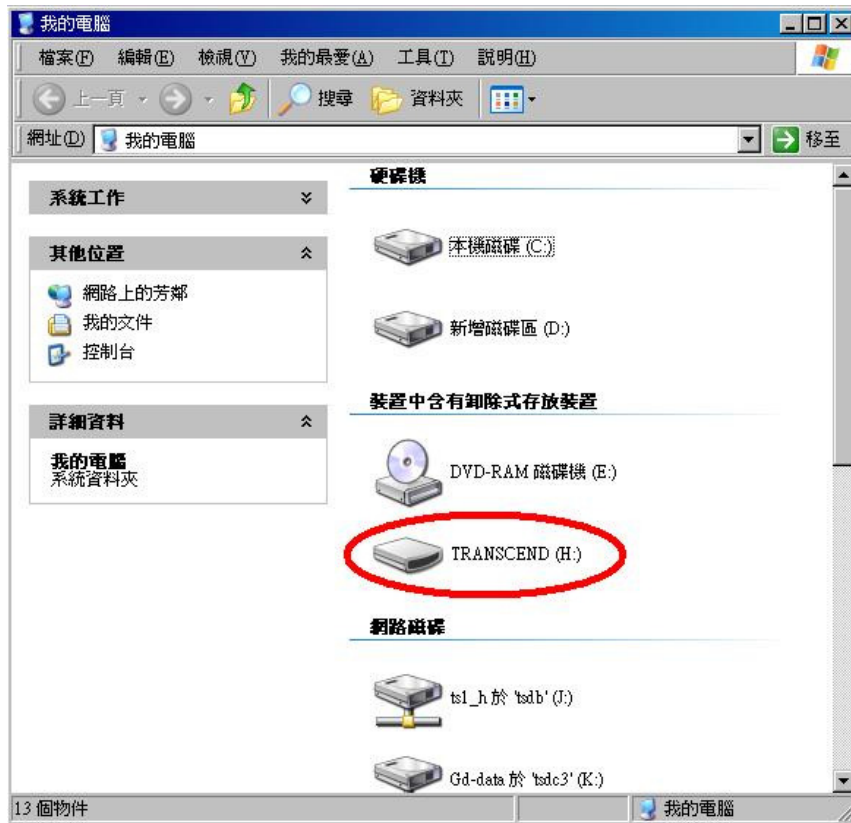 我的電腦
檔案(F) 編輯(E) 檢視(V) 我的最愛(A) 工具(T) 說明(H)
上一頁 搜尋 資料夾
網址(D) 我的電腦 移至
系統工作
其他位置
網路上的芳鄰
我的文件
控制台
詳細資料
我的電腦
系統資料夾
硬碟機
本機磁碟 (C:)
新增磁碟區 (D:)
裝置中含有卸除式存放裝置
DVD-RAM 磁碟機 (E:)
TRANSCEND (H:)
網路磁碟
ts1_h 於 'tsdb' (J:)
Gd-data 於 'tsdc3' (K:)
13 個物件 我的電腦